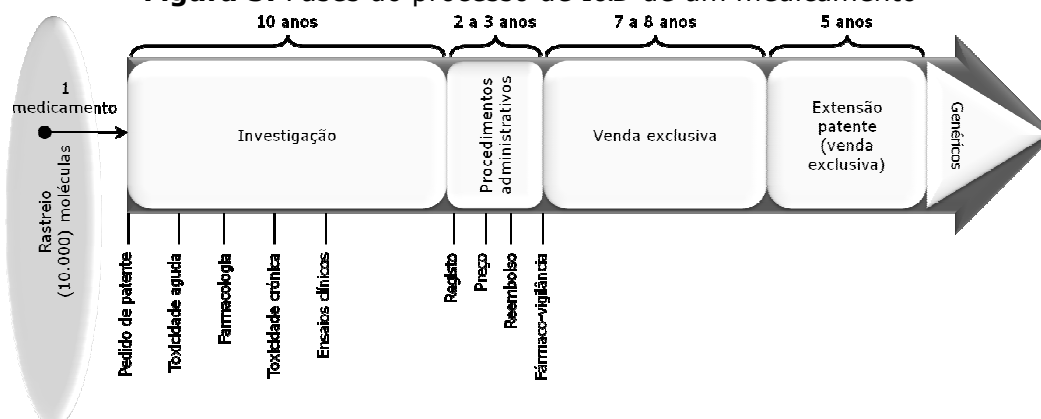 Figura 3. Fases do processo de I&D de um medicamento
10 anos
2 a 3 anos
7 a 8 anos
5 anos
1
medicamento
Rastreio
(10.000) moléculas
Investigação
Procedimentos
administrativos
Venda exclusiva
Extensão
patente
(venda
exclusiva)
Genéricos
Pedido de patente
Toxicidade aguda
Farmacologia
Toxicidade crónica
Ensaios clínicos
Registo
Preço
Reembolso
Fármaco-vigilância